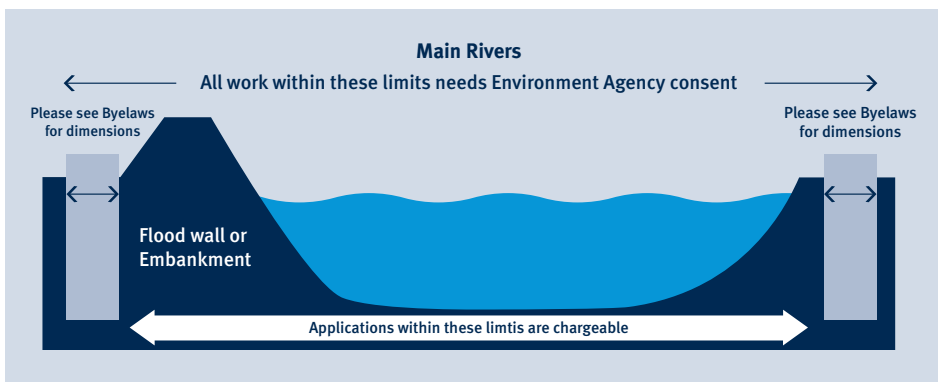 Main Rivers
All work within these limits needs Environment Agency consent
Please see Byelaws
for dimensions
Please see Byelaws
for dimensions
Flood wall or
Embankment
Applications within these limtis are chargeable